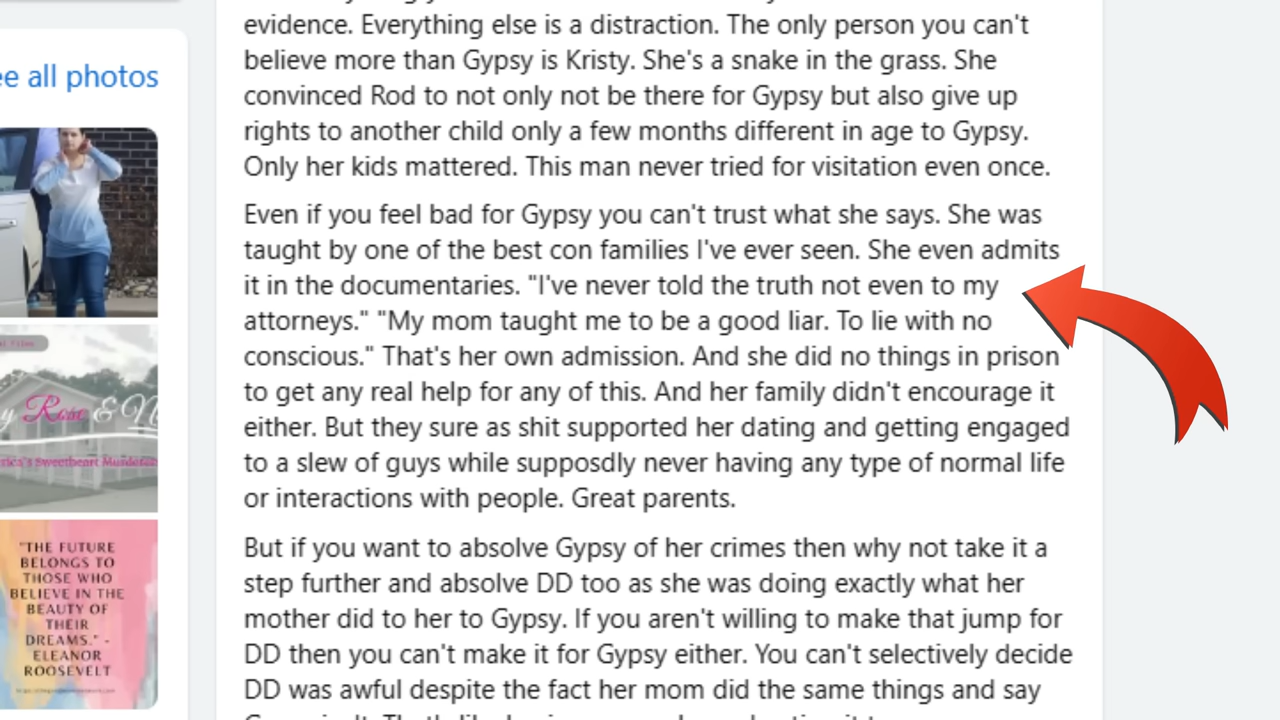 ee all photos
y Rose & N
rica's Sweetheart Murderer
"THE FUTURE
BELONGS TO
THOSE WHO
BELIEVE IN THE
BEAUTY OF
THEIR
DREAMS." -
ELEANOR
ROOSEVELT
evidence. Everything else is a distraction. The only person you can't
believe more than Gypsy is Kristy. She's a snake in the grass. She
convinced Rod to not only not be there for Gypsy but also give up
rights to another child only a few months different in age to Gypsy.
Only her kids mattered. This man never tried for visitation even once.
Even if you feel bad for Gypsy you can't trust what she says. She was
taught by one of the best con families I've ever seen. She even admits
it in the documentaries. "I've never told the truth not even to my
attorneys." "My mom taught me to be a good liar. To lie with no
conscious." That's her own admission. And she did no things in prison
to get any real help for any of this. And her family didn't encourage it
either. But they sure as shit supported her dating and getting engaged
to a slew of guys while supposdly never having any type of normal life
or interactions with people. Great parents.
But if you want to absolve Gypsy of her crimes then why not take it a
step further and absolve DD too as she was doing exactly what her
mother did to her to Gypsy. If you aren't willing to make that jump for
DD then you can't make it for Gypsy either. You can't selectively decide
DD was awful despite the fact her mom did the same things and say